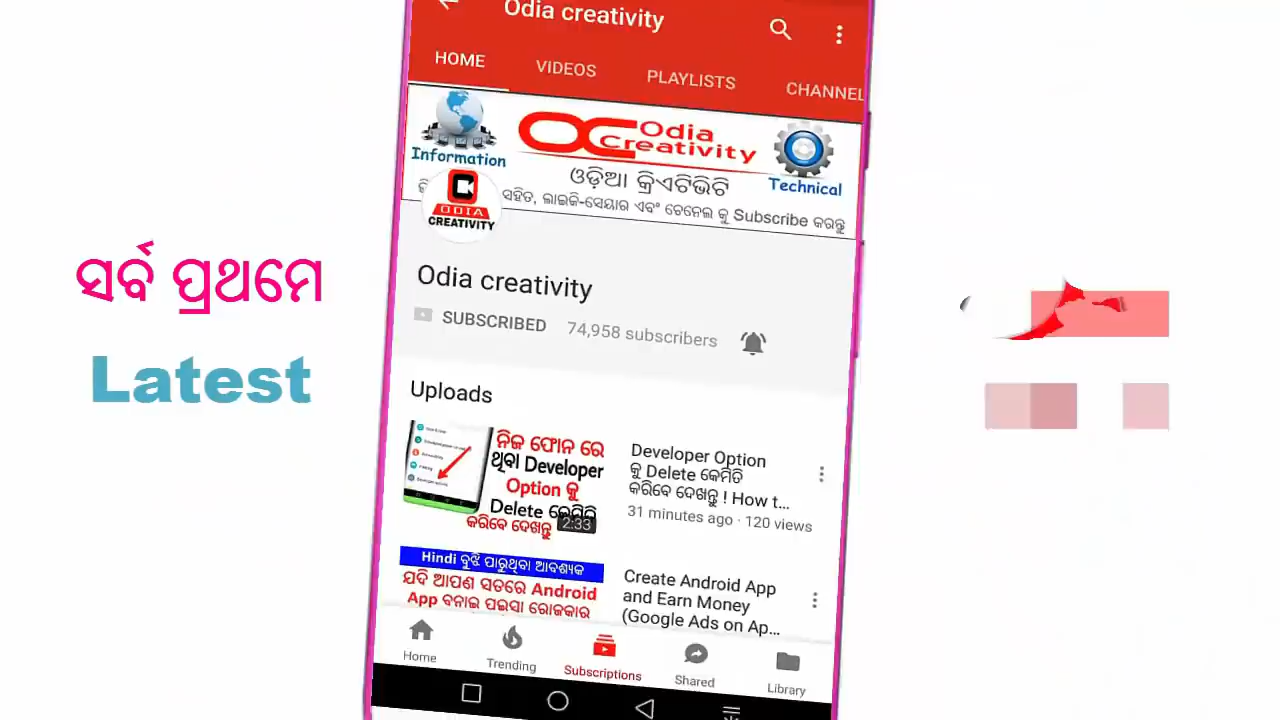 Odia creativity
HOME VIDEOS PLAYLISTS CHANNEL
Information
OC Odia Creativity
Technical
ଓଡ଼ିଆ କ୍ରିଏଟିଭିଟି
ସହିତ, ଲାଇକି-ସେୟାର ଏବଂ ଚେନେଲ କୁ Subscribe କରନ୍ତୁ
ODIA
CREATIVITY
ସର୍ବ ପ୍ରଥମେ
Latest
Odia creativity
SUBSCRIBED 74,958 subscribers
Uploads
ନିଜ ଫୋନ ରେ
ଥିବା Developer
Option କୁ
Delete କେମିତି
କରିବେ ଦେଖନ୍ତୁ
2:33
Developer Option
କୁ Delete କେମିତି
କରିବେ ଦେଖନ୍ତୁ ! How t...
31 minutes ago · 120 views
Hindi ବୁଝି ପାରୁଥିବା ଆବଶ୍ୟକ
ଯଦି ଆପଣ ସତରେ Android
App ବନାଇ ପଇସା ରୋଜକାର
Create Android App
and Earn Money
(Google Ads on Ap...
Home Trending Subscriptions Shared Library